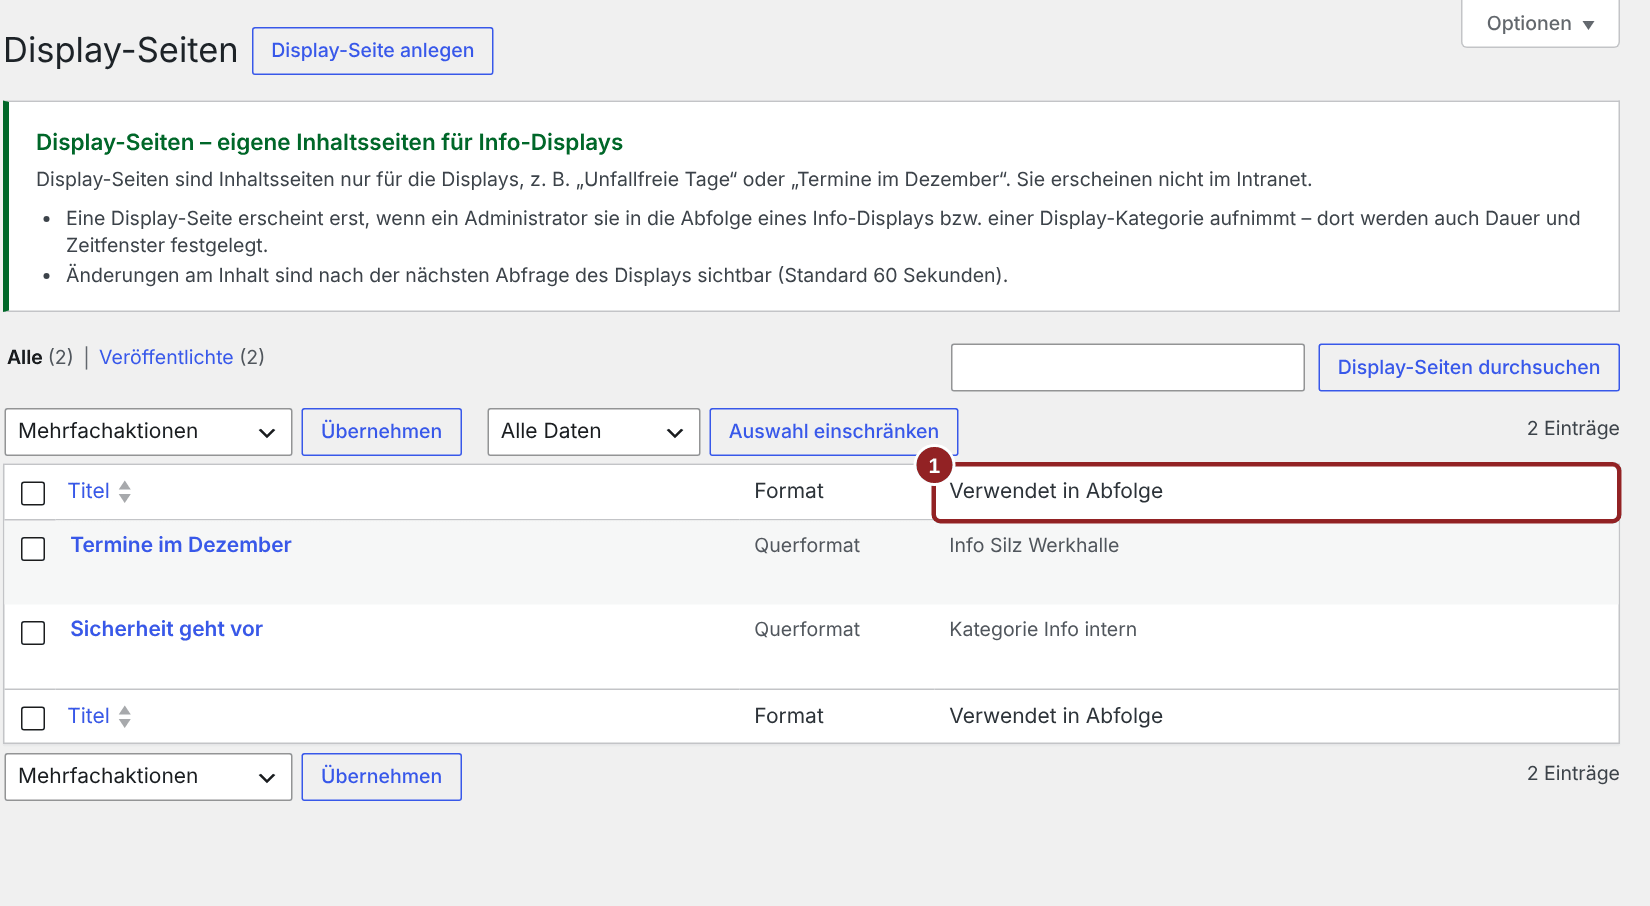 Optionen
Display-Seiten
Display-Seite anlegen
Display-Seiten – eigene Inhaltsseiten für Info-Displays
Display-Seiten sind Inhaltsseiten nur für die Displays, z. B. „Unfallfreie Tage“ oder „Termine im Dezember“. Sie erscheinen nicht im Intranet.
• Eine Display-Seite erscheint erst, wenn ein Administrator sie in die Abfolge eines Info-Displays bzw. einer Display-Kategorie aufnimmt – dort werden auch Dauer und
Zeitfenster festgelegt.
• Änderungen am Inhalt sind nach der nächsten Abfrage des Displays sichtbar (Standard 60 Sekunden).
Alle (2) | Veröffentlichte (2)
Display-Seiten durchsuchen
Mehrfachaktionen Übernehmen Alle Daten Auswahl einschränken 2 Einträge
1
Titel Format Verwendet in Abfolge
Termine im Dezember Querformat Info Silz Werkhalle
Sicherheit geht vor Querformat Kategorie Info intern
Titel Format Verwendet in Abfolge
Mehrfachaktionen Übernehmen 2 Einträge